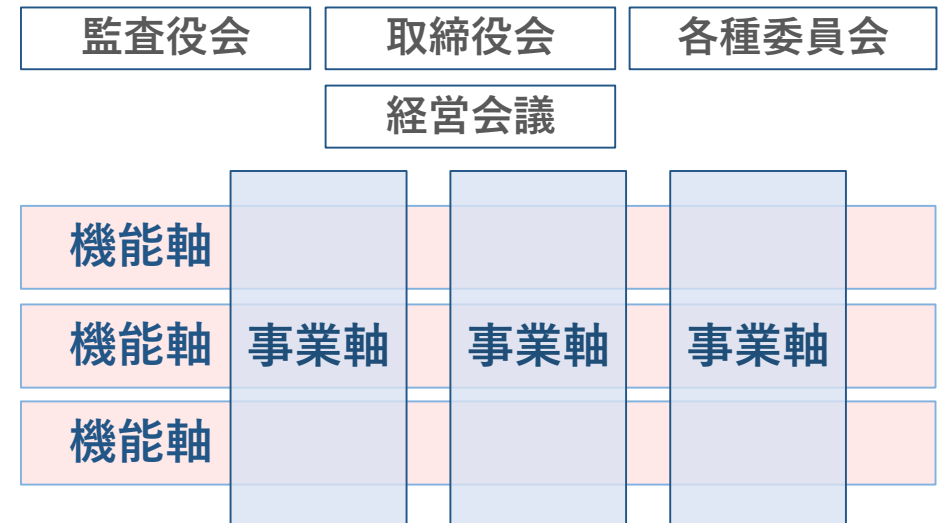 監査役会
取締役会
各種委員会
経営会議
機能軸
機能軸
事業軸
事業軸
事業軸
機能軸